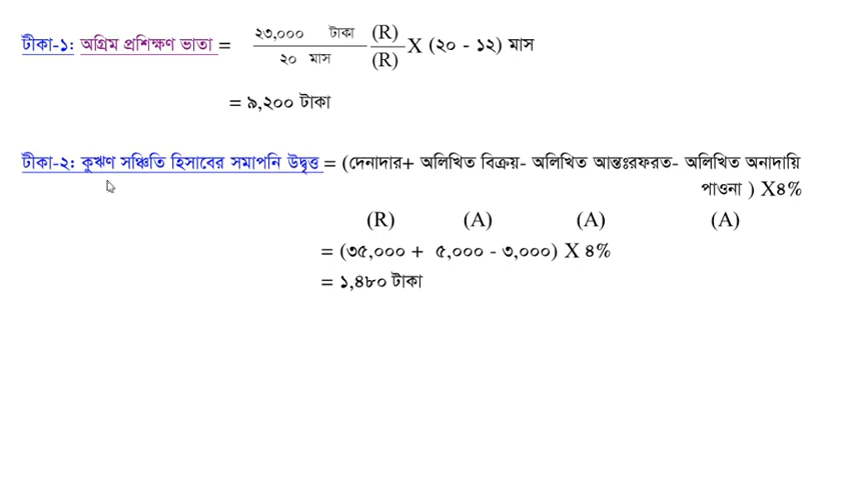 টীকা-১: অগ্রিম প্রশিক্ষণ ভাতা = ২৩,০০০ টাকা (R)
২০ মাস (R) X (২০ - ১২) মাস
= ৯,২০০ টাকা
টীকা-২: কুঋণ সঞ্চিতি হিসাবের সমাপনি উদ্বৃত্ত = (দেনাদার+ অলিখিত বিক্রয়- অলিখিত আন্তঃরফরত- অলিখিত অনাদায়ি
পাওনা ) X৪%
(R) (A) (A) (A)
= (৩৫,০০০ + ৫,০০০ - ৩,০০০) X ৪%
= ১,৪৮০ টাকা